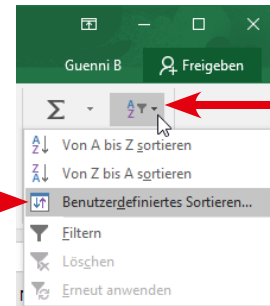 Guenni B Freigeben
Von A bis Z sortieren
Von Z bis A sortieren
Benutzerdefiniertes Sortieren...
Filtern
Löschen
Erneut anwenden